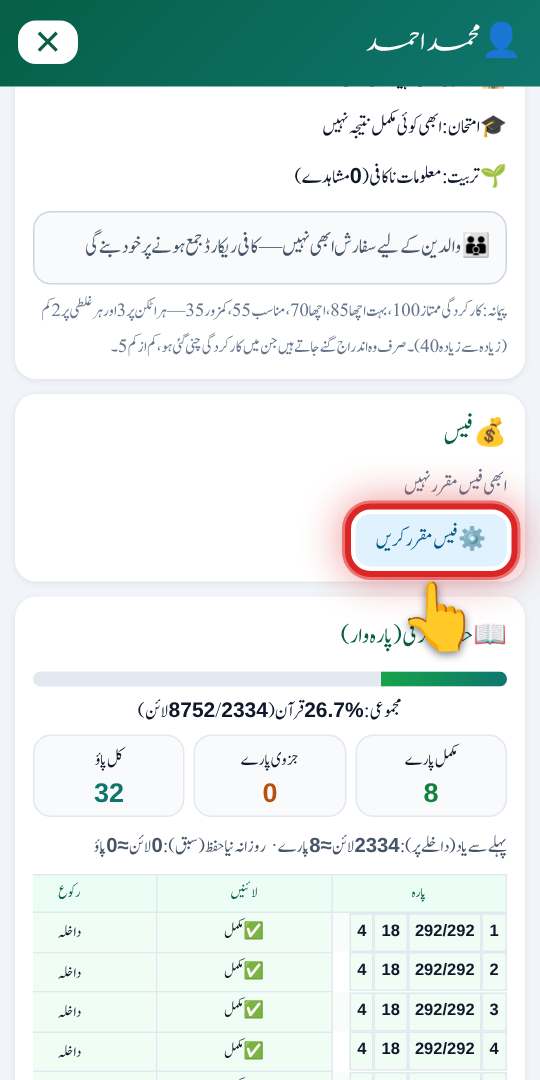 محمد احمد
امتحان: ابھی کوئی مکمل نتیجہ نہیں
تربیت: معلومات ناکافی (0 مشاہدے)
والدین کے لیے سفارش ابھی نہیں — کافی ریکارڈ جمع ہونے پر خود بنے گی
پیمانہ: کارکردگی ممتاز 100، بہت اچھا 85، اچھا 70، مناسب 55، کمزور 35 — ہر اٹکن پر 3 اور ہر غلطی پر 2 کم
(زیادہ سے زیادہ 40)۔ صرف وہ اندراج گنے جاتے ہیں جن میں کارکردگی چنی گئی ہو، کم از کم 5۔
فیس
ابھی فیس مقرر نہیں
فیس مقرر کریں
(پارہ وار)
مجموعی: 26.7% قرآن (8752/2334 لائن)
مکمل پارے
جزوی پارے
کل پاؤ
8
0
32
پہلے سے یاد (داخلے پر): 2334 لائن ≈ 8 پارے · روزانہ نیا حفظ (سبق): 0 لائن ≈ 0 پاؤ
پارہ
لائنیں
رکوع
1 292/292 18 4
✅ مکمل
داخلہ
2 292/292 18 4
✅ مکمل
داخلہ
3 292/292 18 4
✅ مکمل
داخلہ
4 292/292 18 4
✅ مکمل
داخلہ